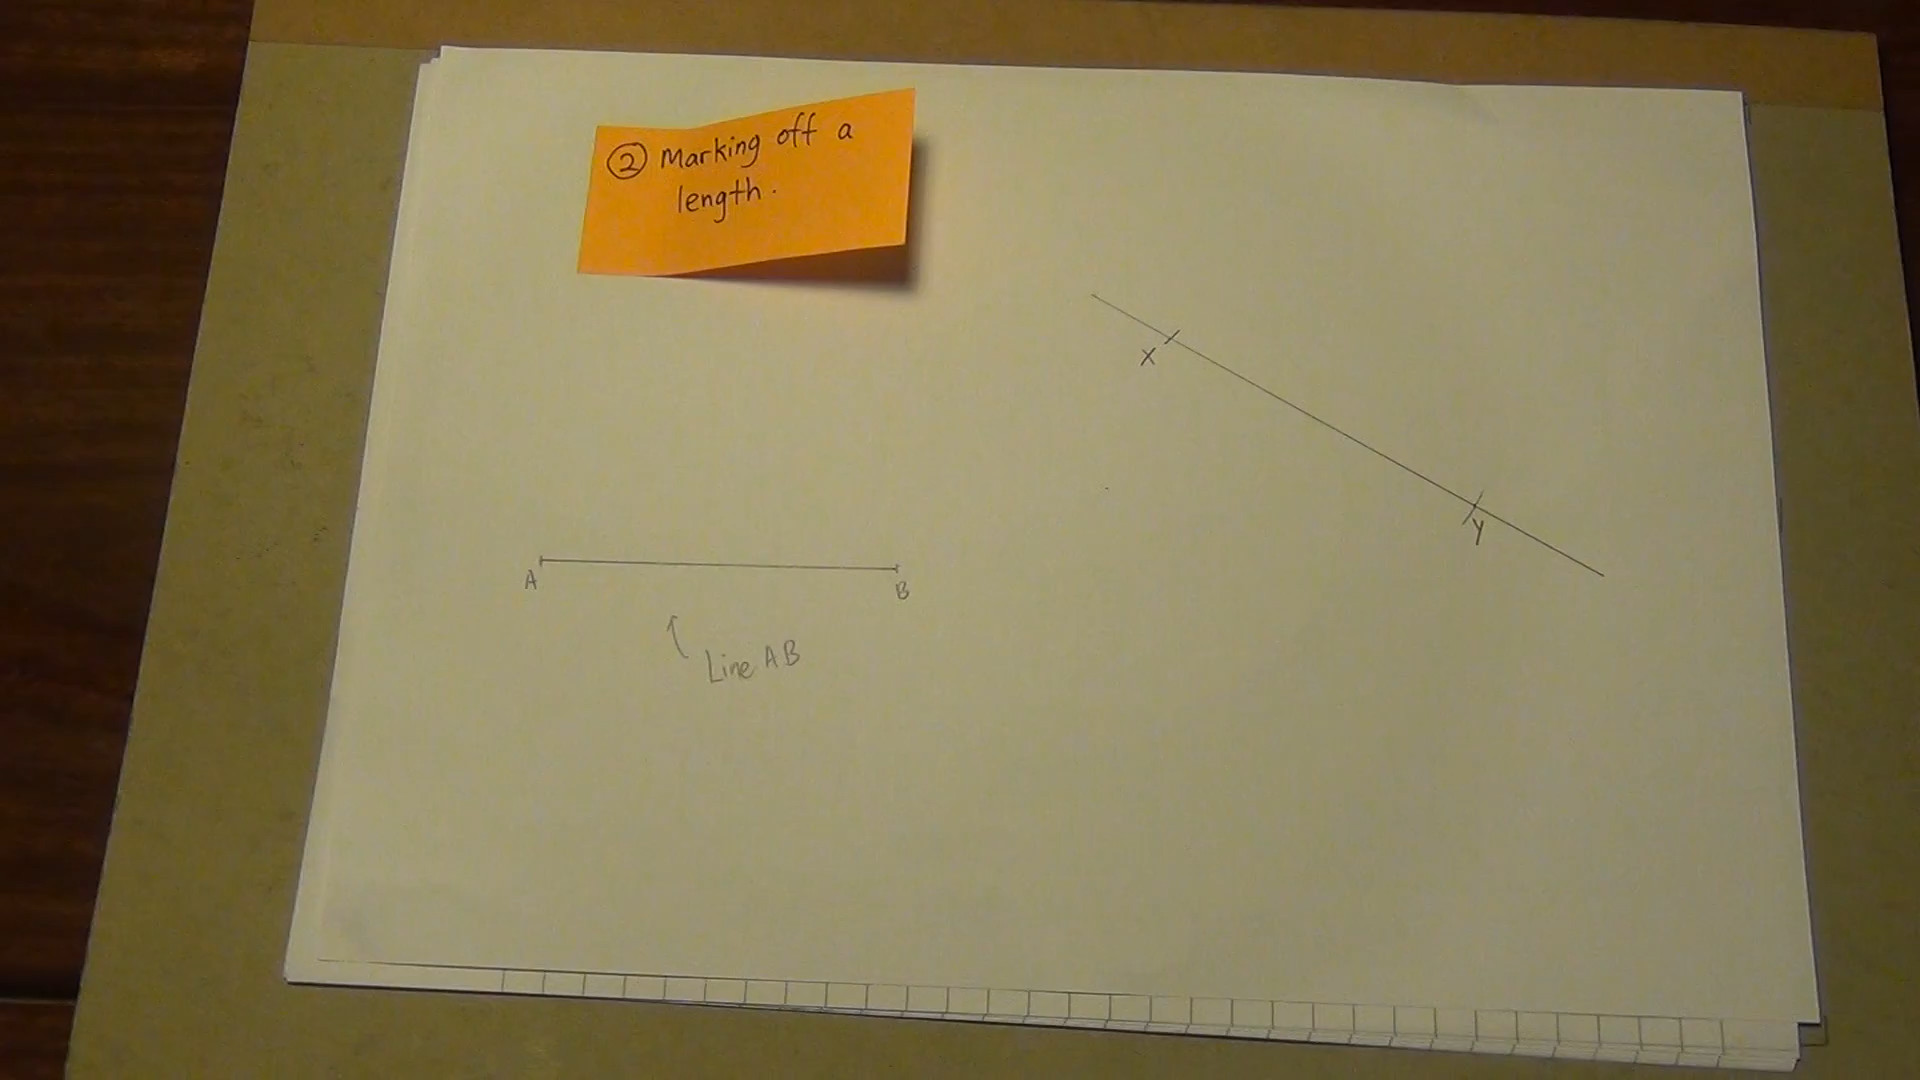 ② Marking off a
length.
X
Y
A
B
Line AB